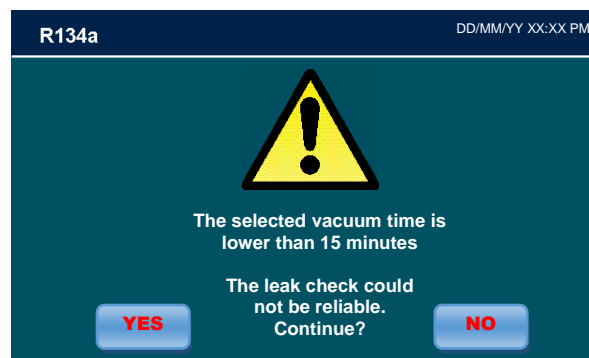 R134a
DD/MM/YY XX:XX PM
The selected vacuum time is
lower than 15 minutes
The leak check could
not be reliable.
Continue?
YES
NO